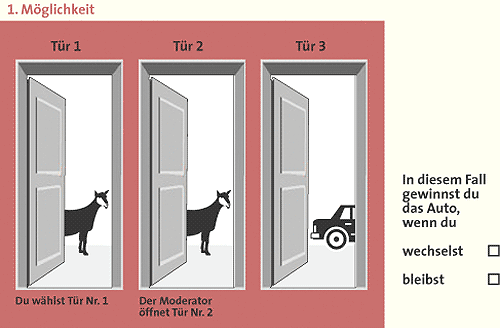 1. Möglichkeit
Tür 1
Tür 2
Tür 3
Du wählst Tür Nr. 1
Der Moderator
öffnet Tür Nr. 2
In diesem Fall
gewinnst du
das Auto,
wenn du
wechselst
bleibst